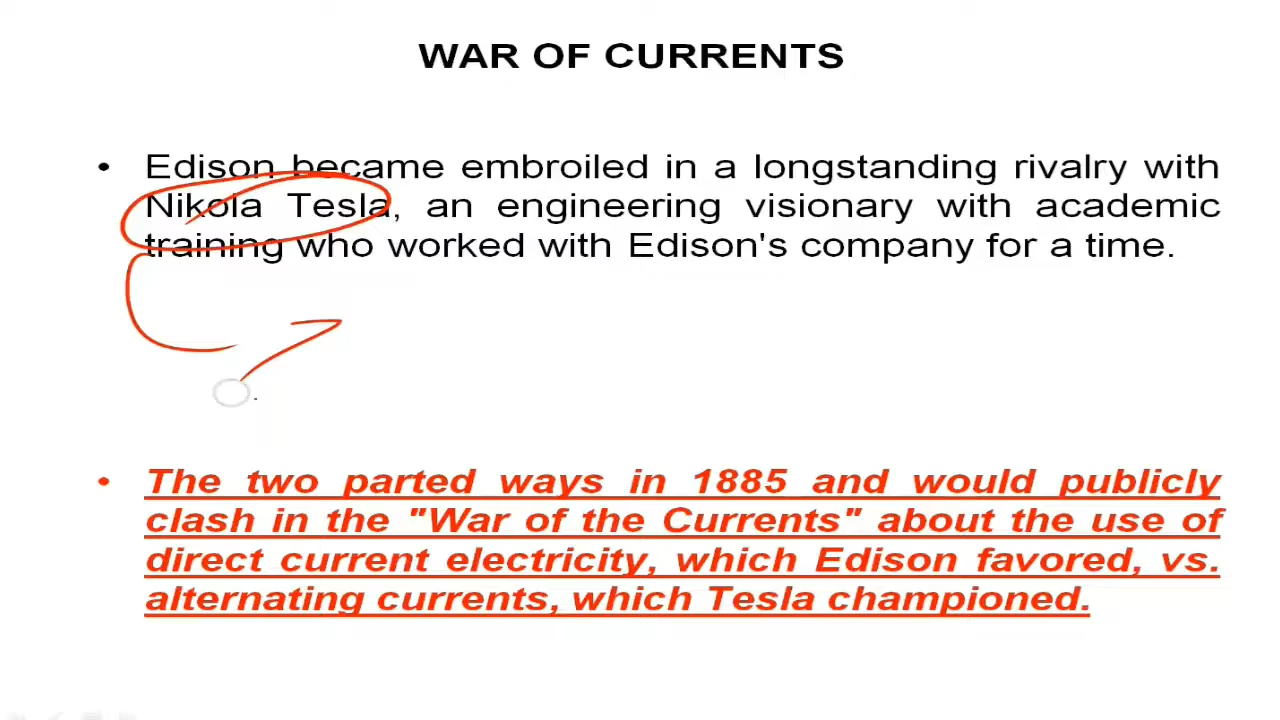 WAR OF CURRENTS
• Edison became embroiled in a longstanding rivalry with
Nikola Tesla, an engineering visionary with academic
training who worked with Edison's company for a time.
• The two parted ways in 1885 and would publicly
clash in the "War of the Currents" about the use of
direct current electricity, which Edison favored, vs.
alternating currents, which Tesla championed.